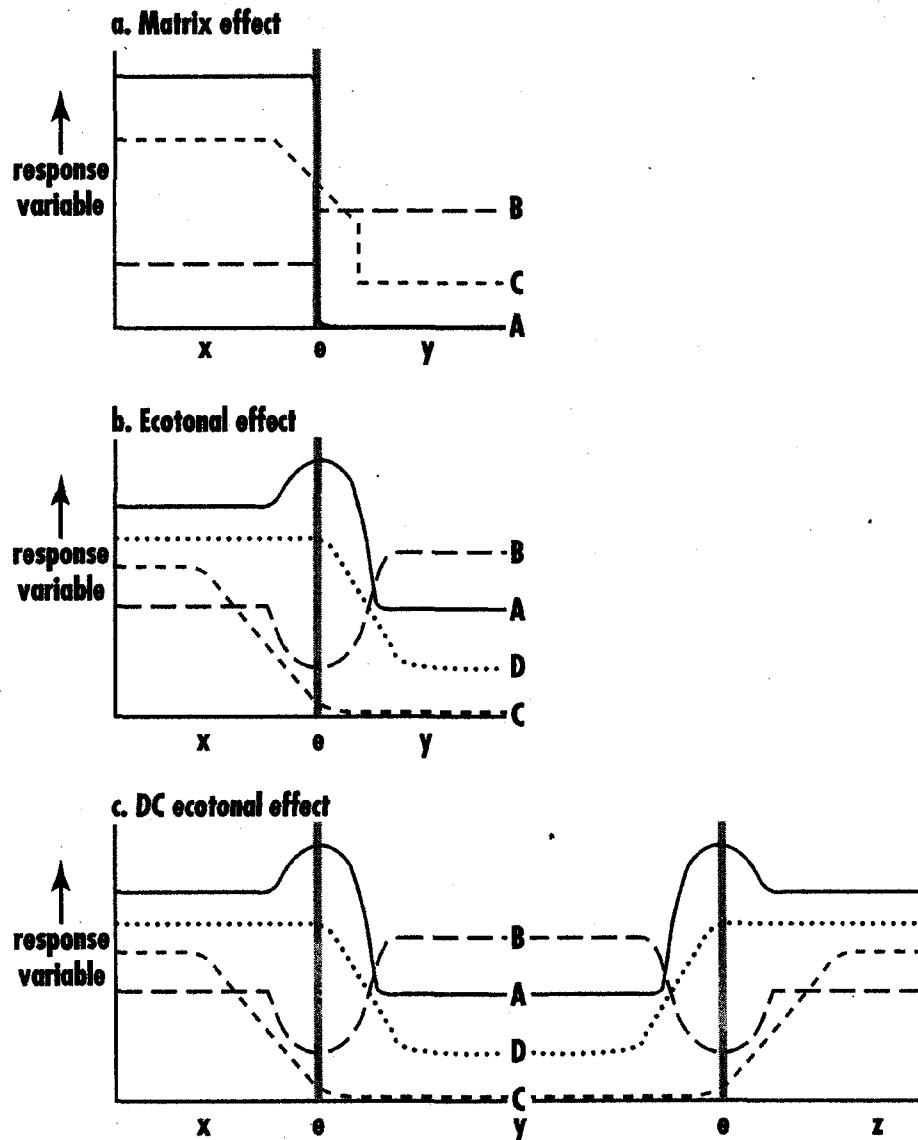 a. Matrix effect
response
variable
B
C
A
x e y
b. Ecotonal effect
response
variable
B
A
D
C
x e y
c. DC ecotonal effect
response
variable
B
A
D
C
x e y e z